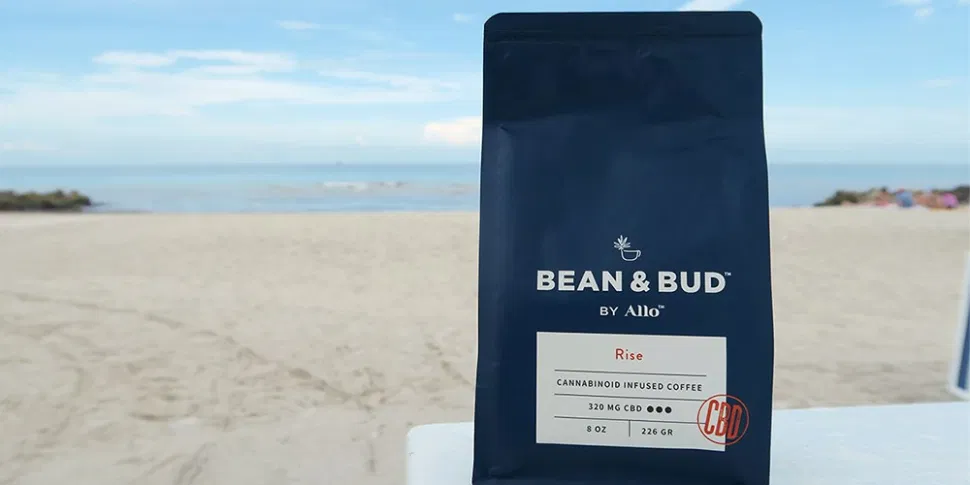 BEAN & BUD™
BY Allo™
Rise
CANNABINOID INFUSED COFFEE
320 MG CBD ●●●
8 OZ 226 GR
CBD